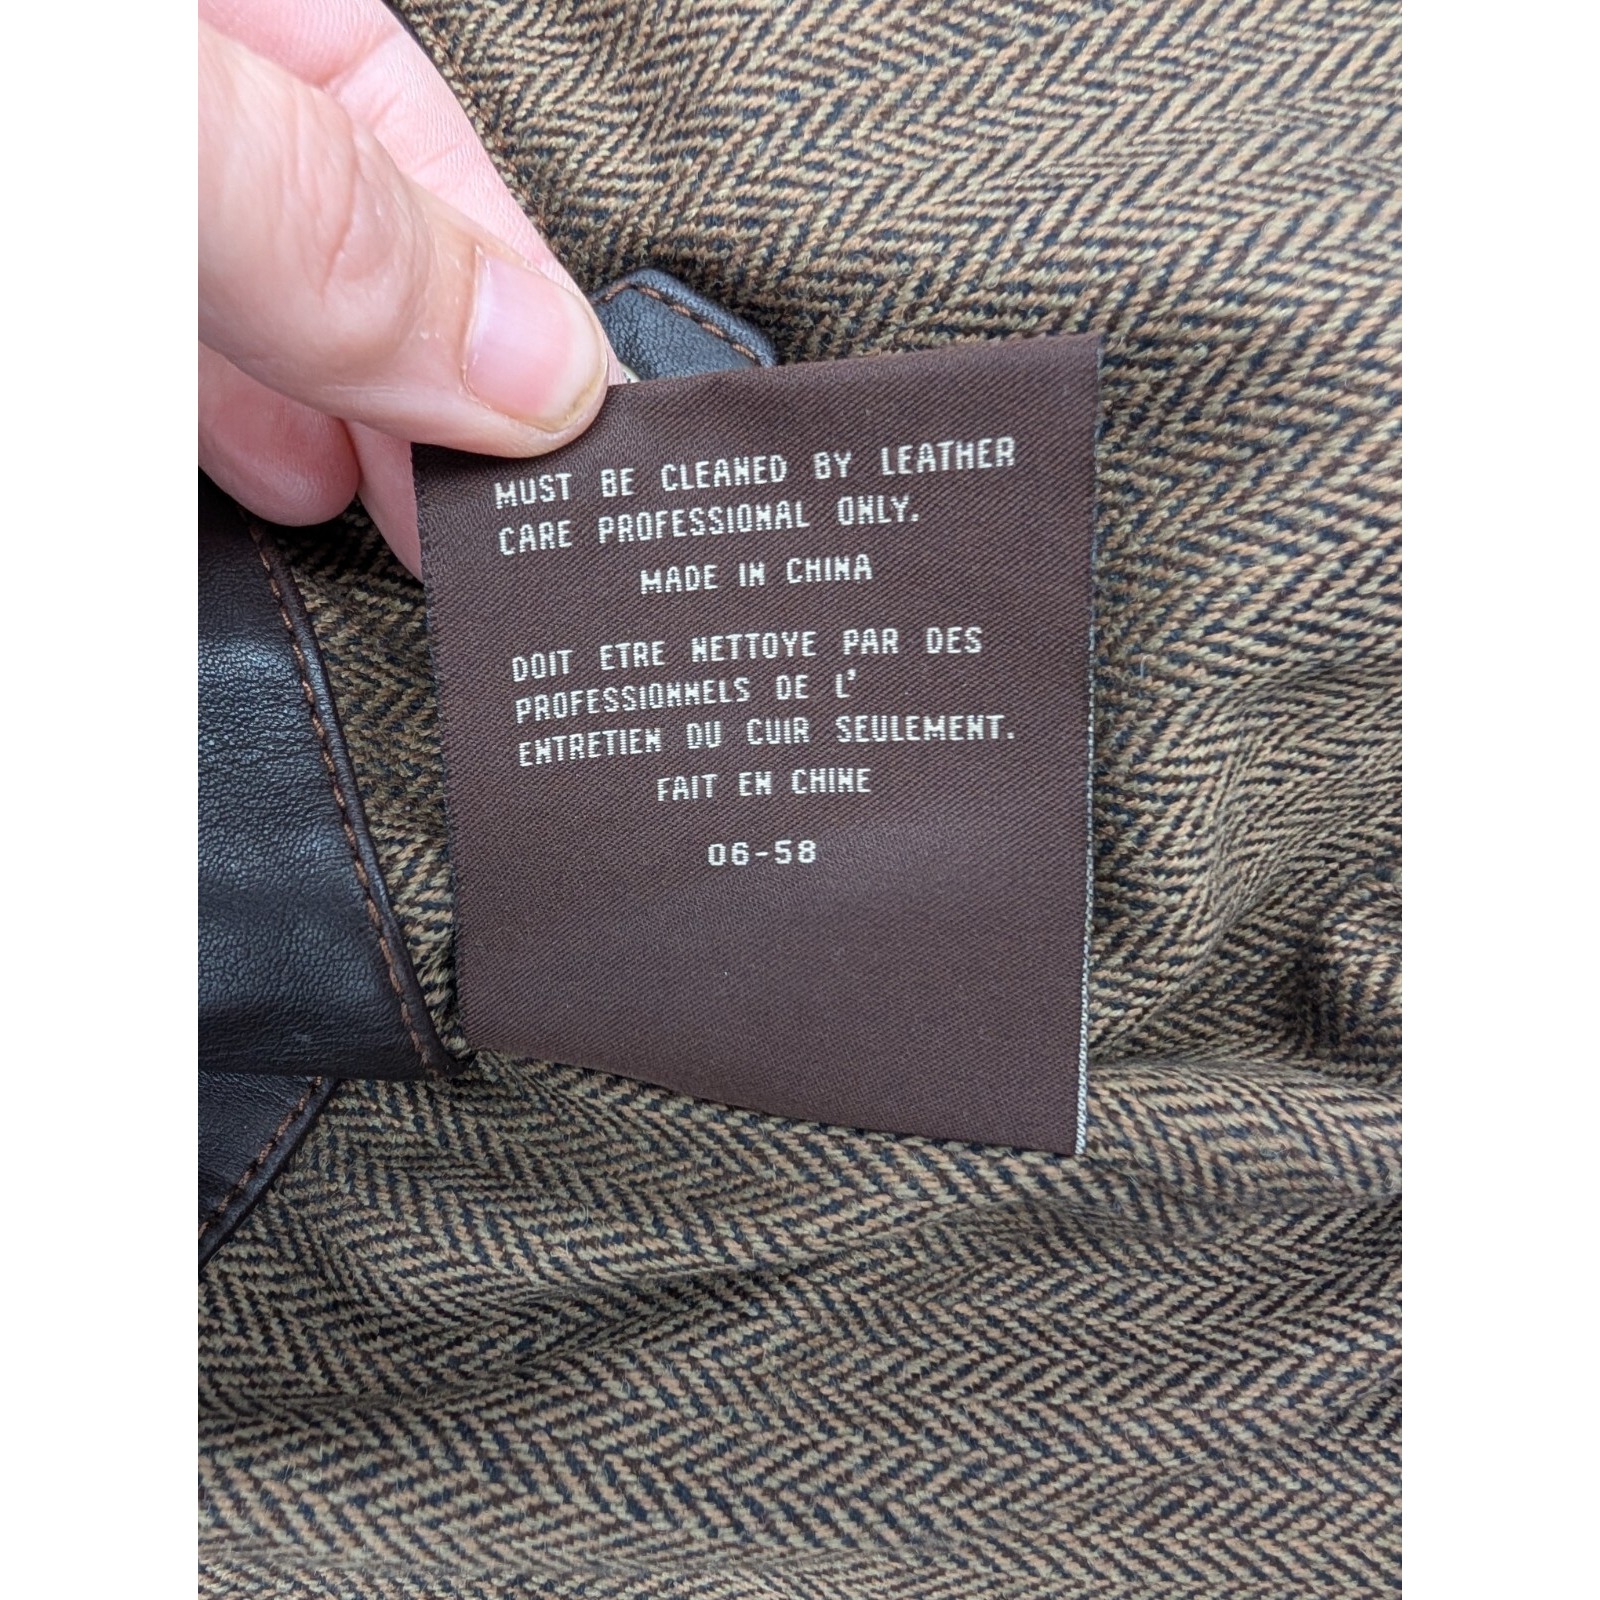 MUST BE CLEANED BY LEATHER
CARE PROFESSIONAL ONLY.
MADE IN CHINA
DOIT ETRE NETTOYE PAR DES
PROFESSIONNELS DE L'
ENTRETIEN DU CUIR SEULEMENT.
FAIT EN CHINE
06-58